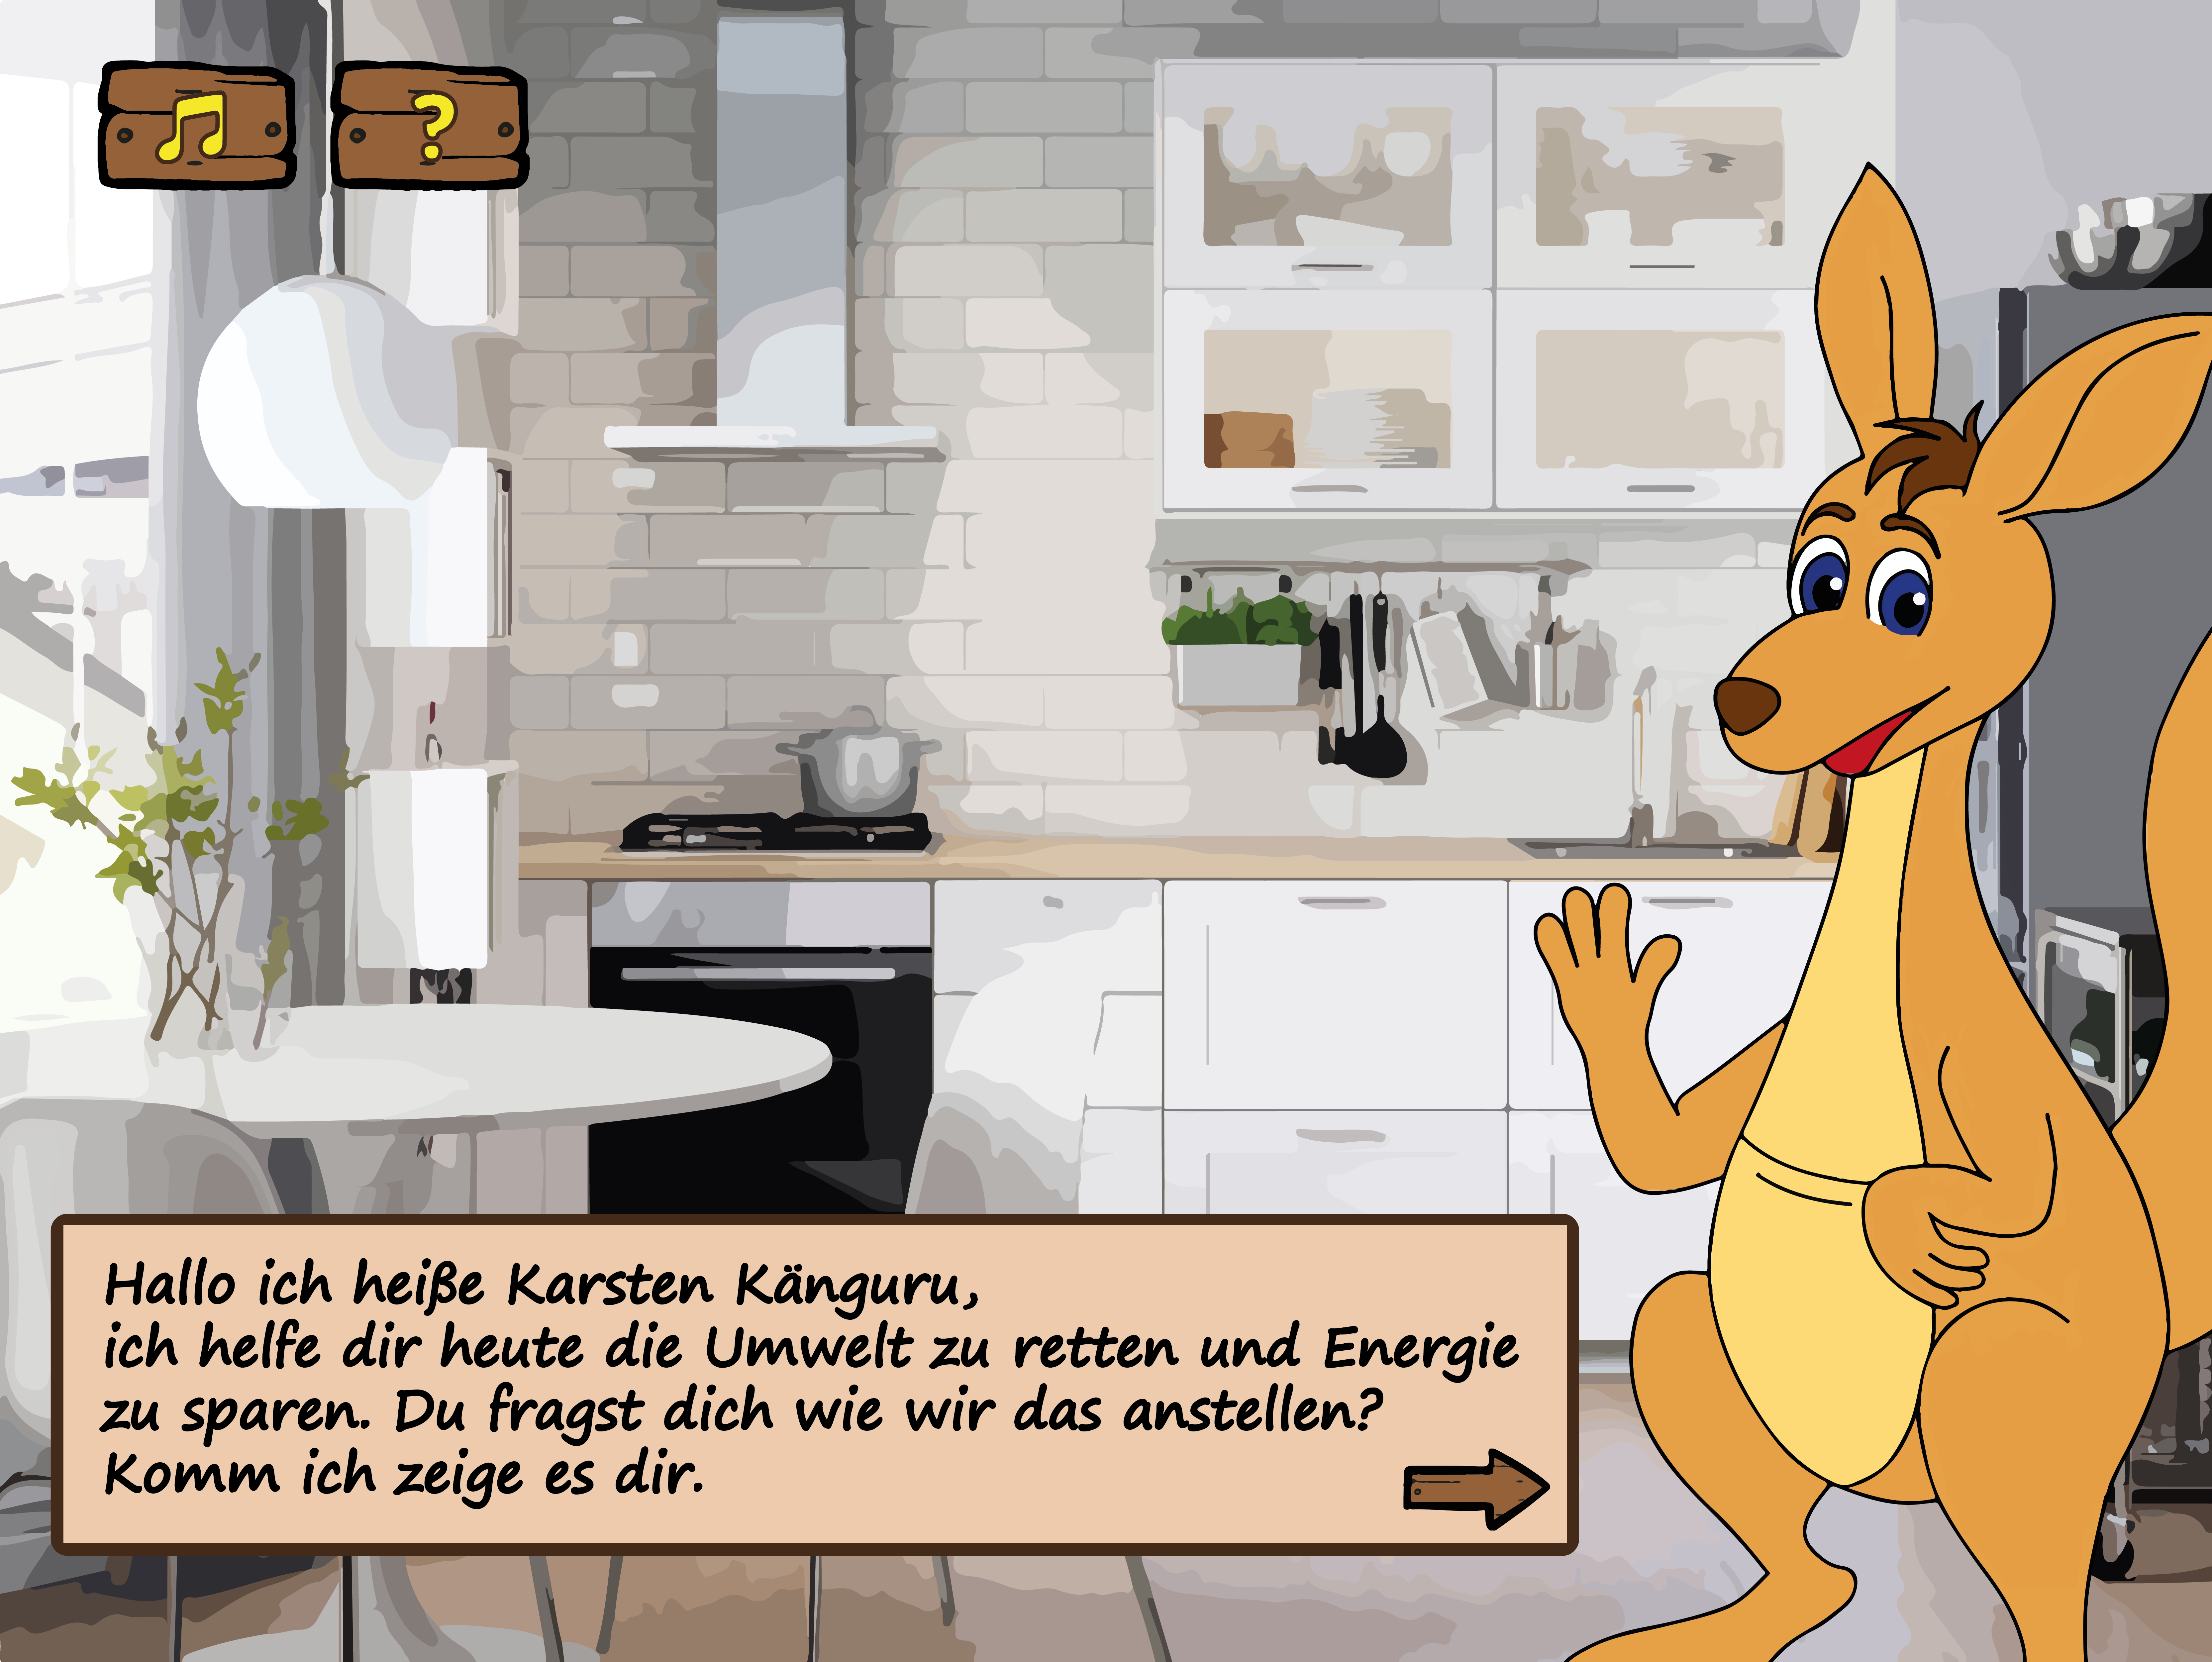 ?
Hallo ich heiße Karsten Känguru,
ich helfe dir heute die Umwelt zu retten und Energie
zu sparen. Du fragst dich wie wir das anstellen?
Komm ich zeige es dir.